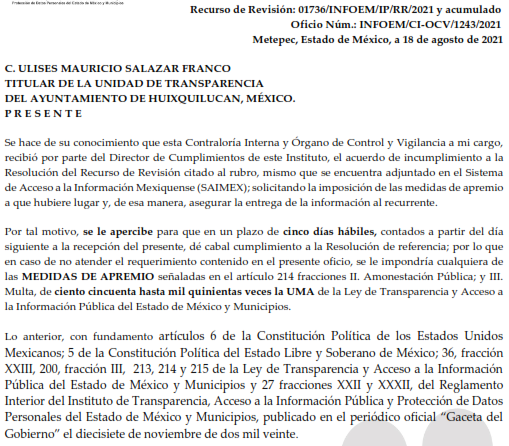 Protección de Datos Personales del Estado de México y Municipios
Recurso de Revisión: 01736/INFOEM/IP/RR/2021 y acumulado
Oficio Núm.: INFOEM/CI-OCV/1243/2021
Metepec, Estado de México, a 18 de agosto de 2021
C. ULISES MAURICIO SALAZAR FRANCO
TITULAR DE LA UNIDAD DE TRANSPARENCIA
DEL AYUNTAMIENTO DE HUIXQUILUCAN, MÉXICO.
P R E S E N T E
Se hace de su conocimiento que esta Contraloría Interna y Órgano de Control y Vigilancia a mi cargo,
recibió por parte del Director de Cumplimientos de este Instituto, el acuerdo de incumplimiento a la
Resolución del Recurso de Revisión citado al rubro, mismo que se encuentra adjuntado en el Sistema
de Acceso a la Información Mexiquense (SAIMEX); solicitando la imposición de las medidas de apremio
a que hubiere lugar y, de esa manera, asegurar la entrega de la información al recurrente.
Por tal motivo, se le apercibe para que en un plazo de cinco días hábiles, contados a partir del día
siguiente a la recepción del presente, dé cabal cumplimiento a la Resolución de referencia; por lo que
en caso de no atender el requerimiento contenido en el presente oficio, se le impondría cualquiera de
las MEDIDAS DE APREMIO señaladas en el artículo 214 fracciones II. Amonestación Pública; y III.
Multa, de ciento cincuenta hasta mil quinientas veces la UMA de la Ley de Transparencia y Acceso a
la Información Pública del Estado de México y Municipios.
Lo anterior, con fundamento artículos 6 de la Constitución Política de los Estados Unidos
Mexicanos; 5 de la Constitución Política del Estado Libre y Soberano de México; 36, fracción
XXIII, 200, fracción III, 213, 214 y 215 de la Ley de Transparencia y Acceso a la Información
Pública del Estado de México y Municipios y 27 fracciones XXII y XXXII, del Reglamento
Interior del Instituto de Transparencia, Acceso a la Información Pública y Protección de Datos
Personales del Estado de México y Municipios, publicado en el periódico oficial “Gaceta del
Gobierno” el diecisiete de noviembre de dos mil veinte.